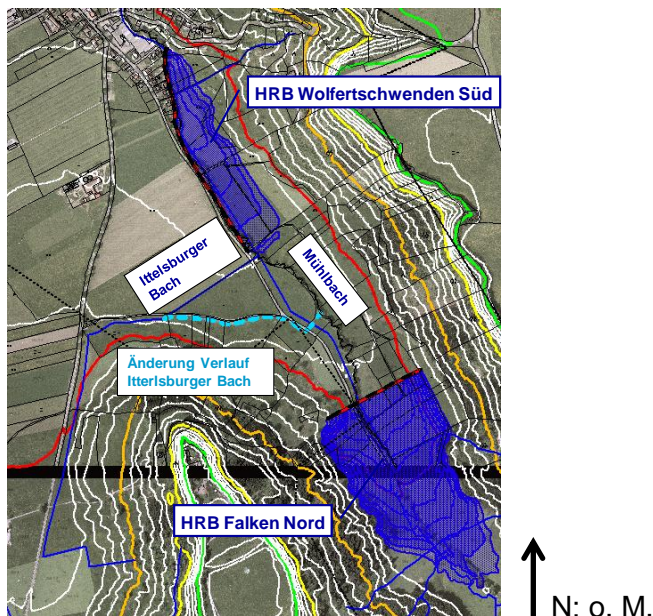 HRB Wolfertschwenden Süd
Ittelsburger
Bach
Mühlbach
Änderung Verlauf
Itterlsburger Bach
HRB Falken Nord
N: o. M.